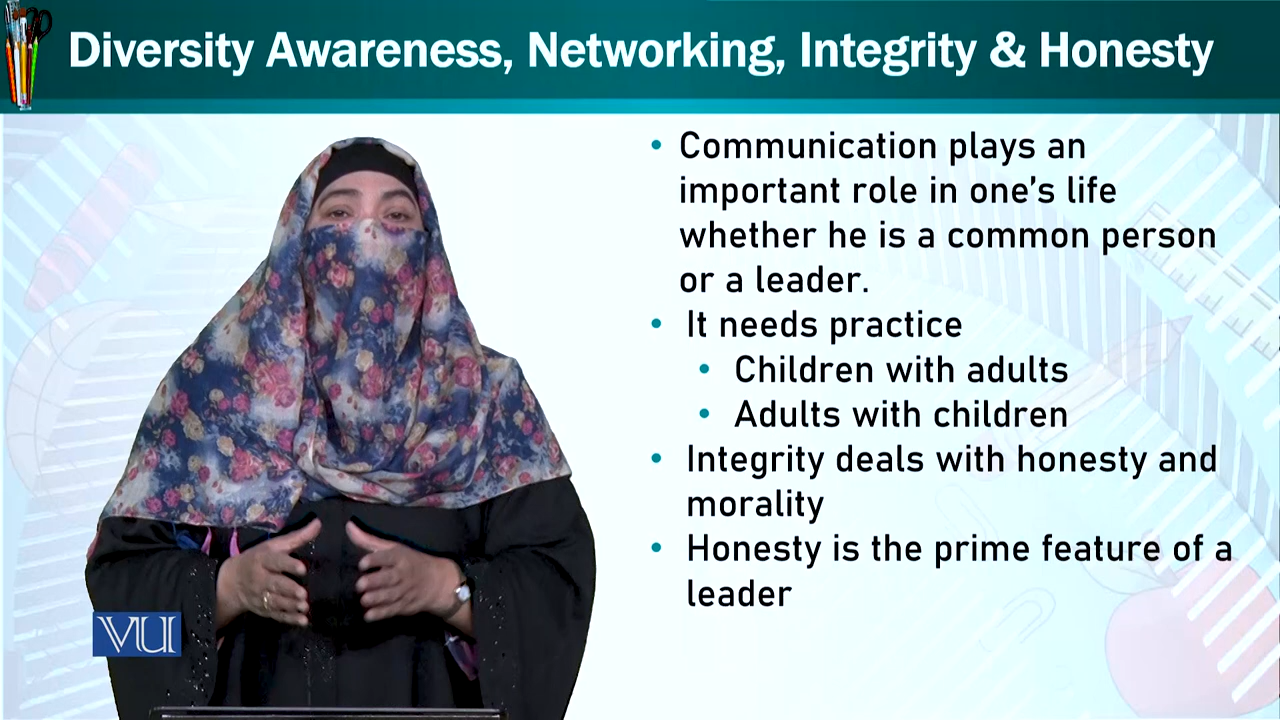 Diversity Awareness, Networking, Integrity & Honesty
• Communication plays an
important role in one’s life
whether he is a common person
or a leader.
• It needs practice
• Children with adults
• Adults with children
• Integrity deals with honesty and
morality
• Honesty is the prime feature of a
leader
VU